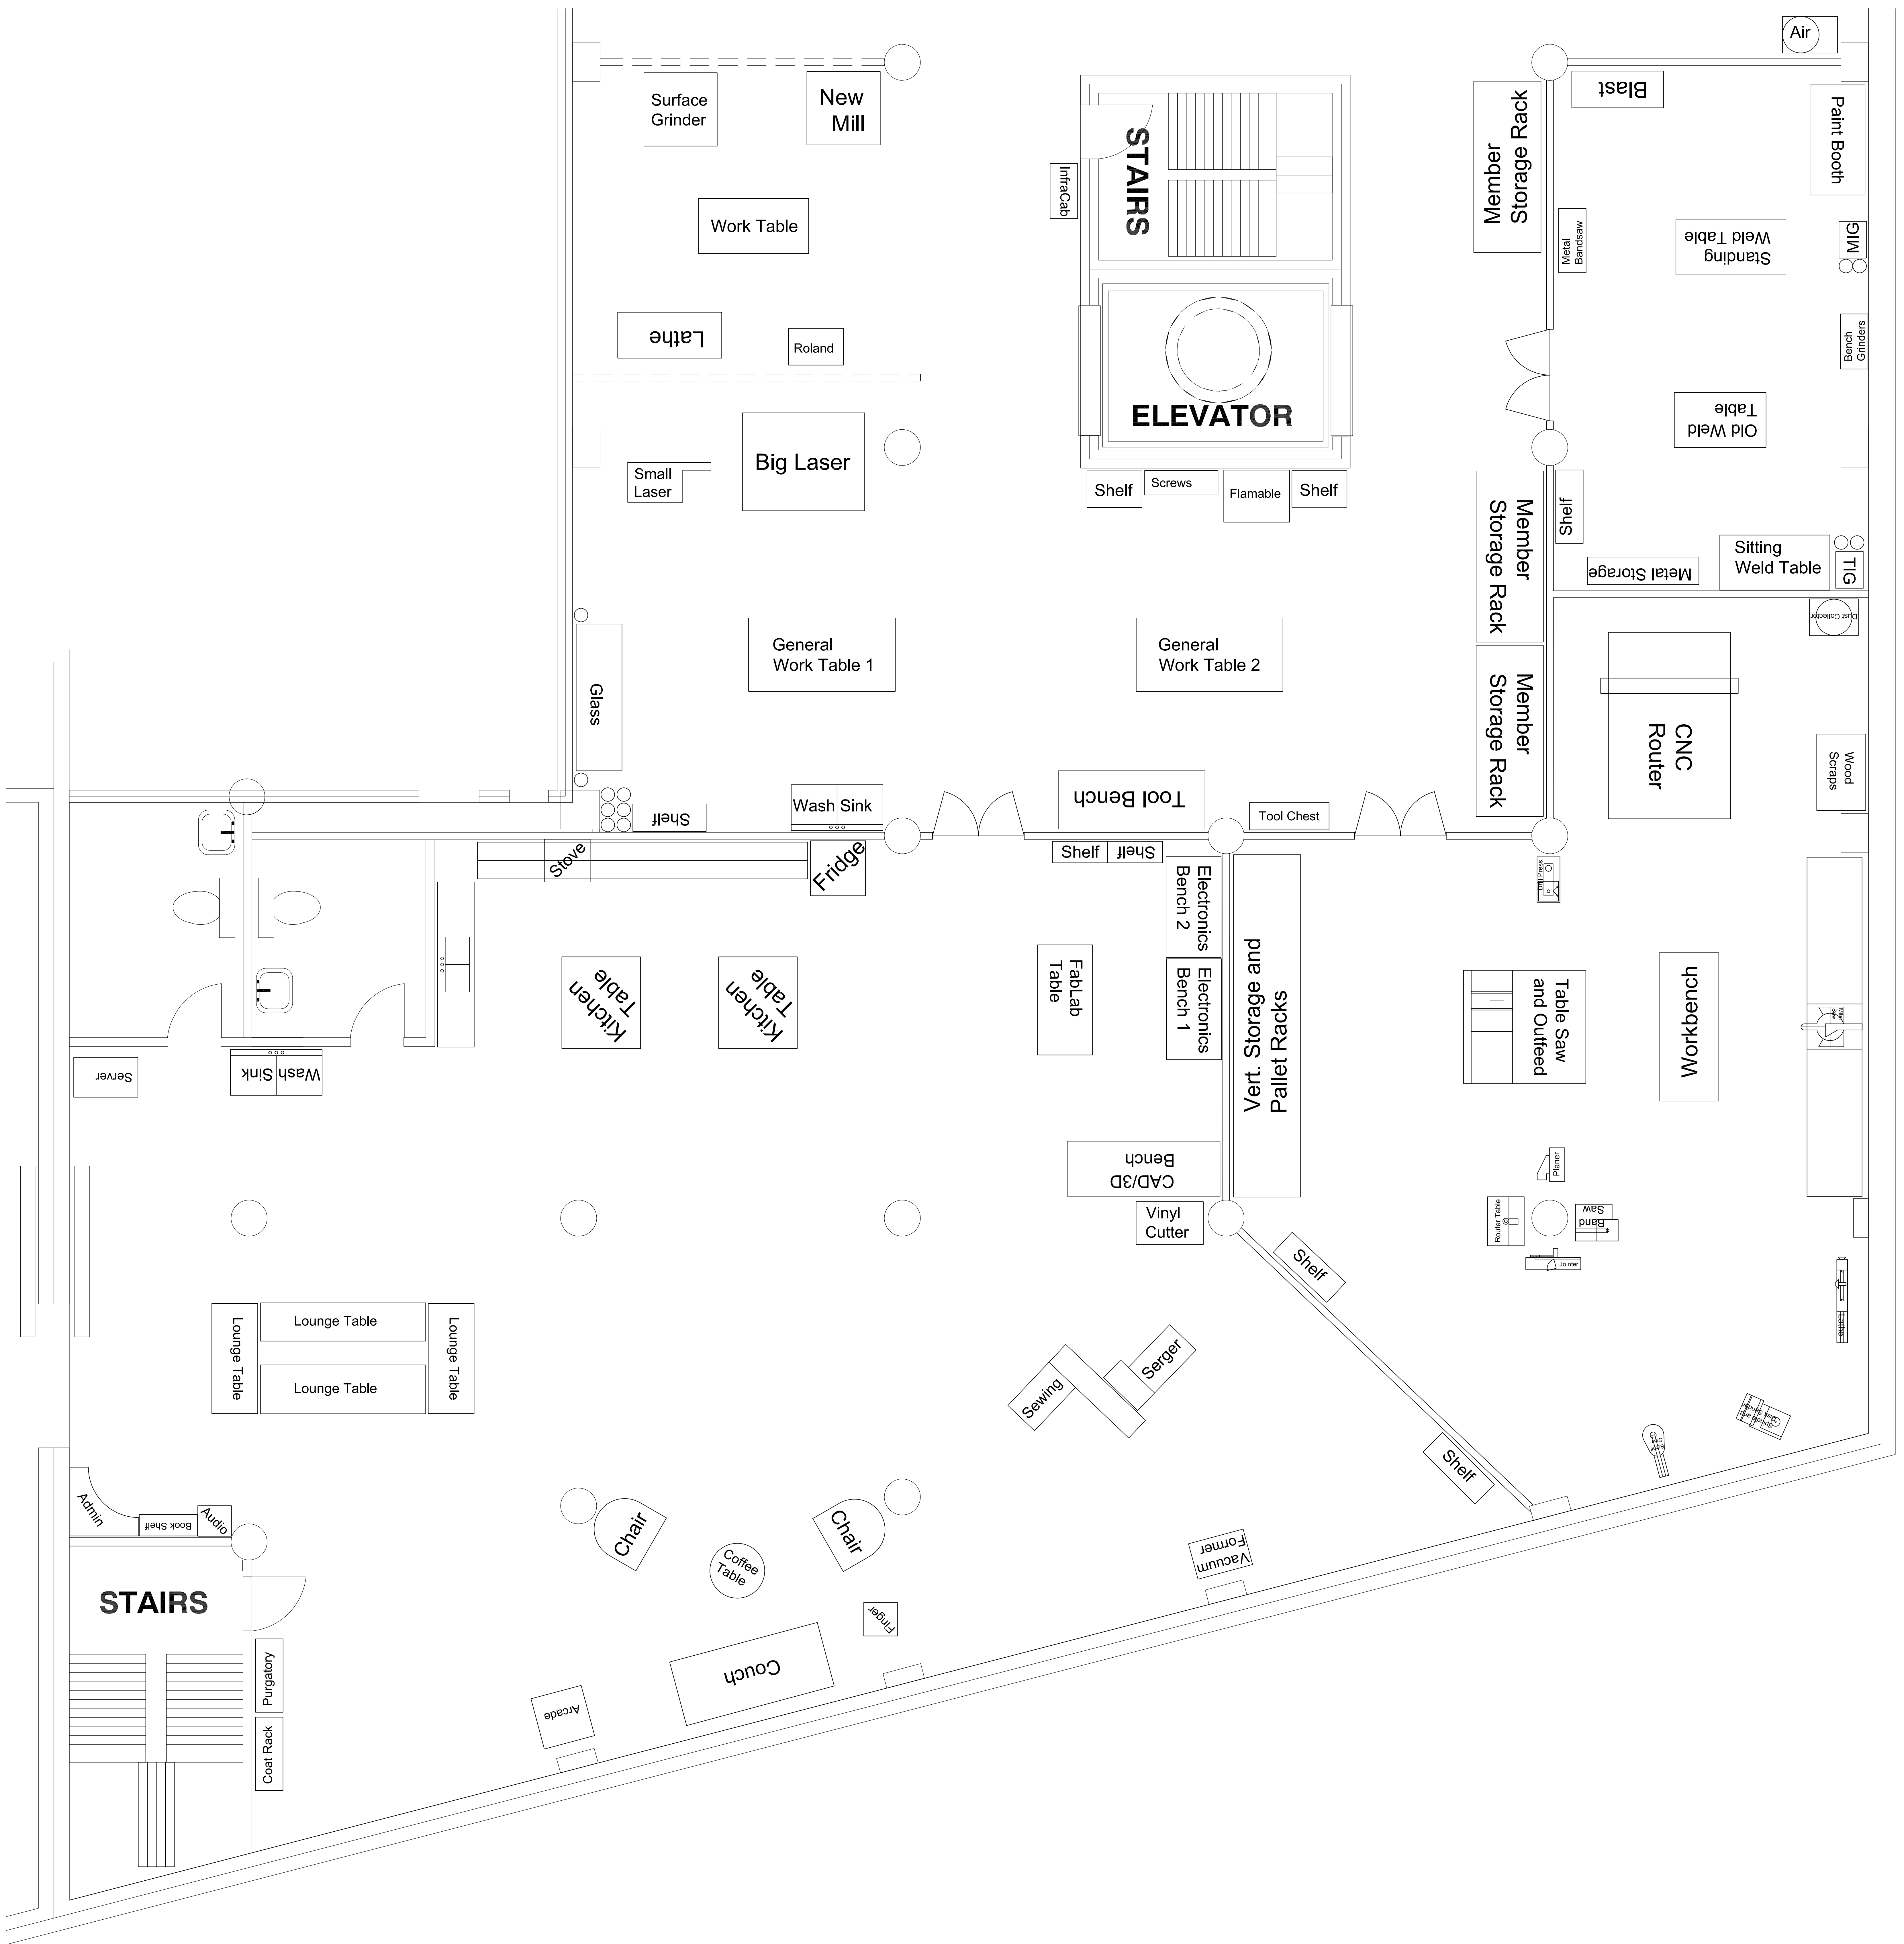 Air
Blast
Surface
Grinder
New
Mill
STAIRS
InfraCab
Member
Storage Rack
Paint Booth
Work Table
Metal
Bandsaw
Standing
Weld Table
MIG
Lathe
Roland
Bench
Grinders
ELEVATOR
Old Weld
Table
Small
Laser
Big Laser
Shelf
Screws
Flamable
Shelf
Member
Storage Rack
Shelf
Metal Storage
Sitting
Weld Table
TIG
Dust Collector
General
Work Table 1
General
Work Table 2
Glass
Member
Storage Rack
CNC
Router
Wood
Scraps
Shelf
Wash Sink
Tool Bench
Tool Chest
Stove
Fridge
Shelf
Shelf
Electronics
Bench 2
Drill Press
Kitchen
Table
Kitchen
Table
FabLab
Table
Electronics
Bench 1
Vert. Storage and
Pallet Racks
Table Saw
and Outfeed
Workbench
Server
Wash Sink
CAD/3D
Bench
Planer
Vinyl
Cutter
Router Table
Band
Saw
Shelf
Jointer
Lathe
Lounge Table
Lounge Table
Lounge Table
Lounge Table
Sewing
Serger
Spindle and
Disk Sander
Shelf
Admin
Book Shelf
Audio
Chair
Chair
Coffee
Table
Vacuum
Former
STAIRS
Finger
Purgatory
Couch
Arcade
Coat Rack